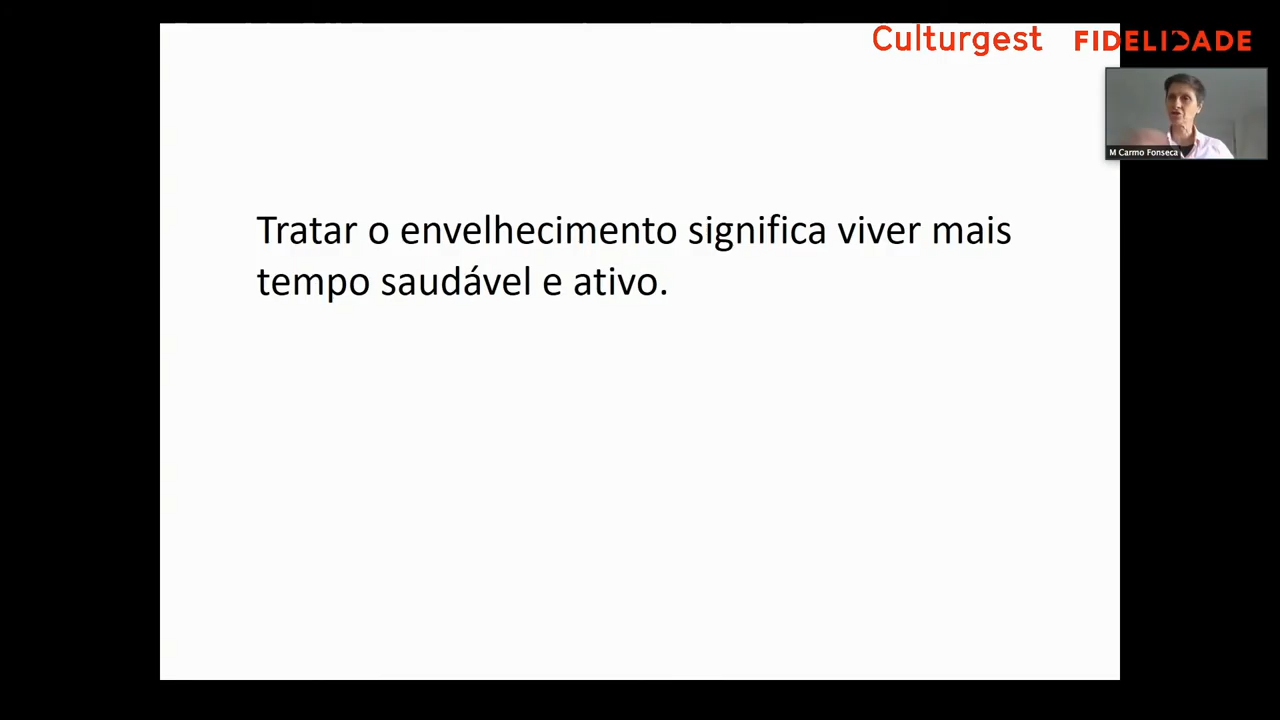 Culturgest FIDELIDADE
M Carmo Fonseca
Tratar o envelhecimento significa viver mais
tempo saudável e ativo.